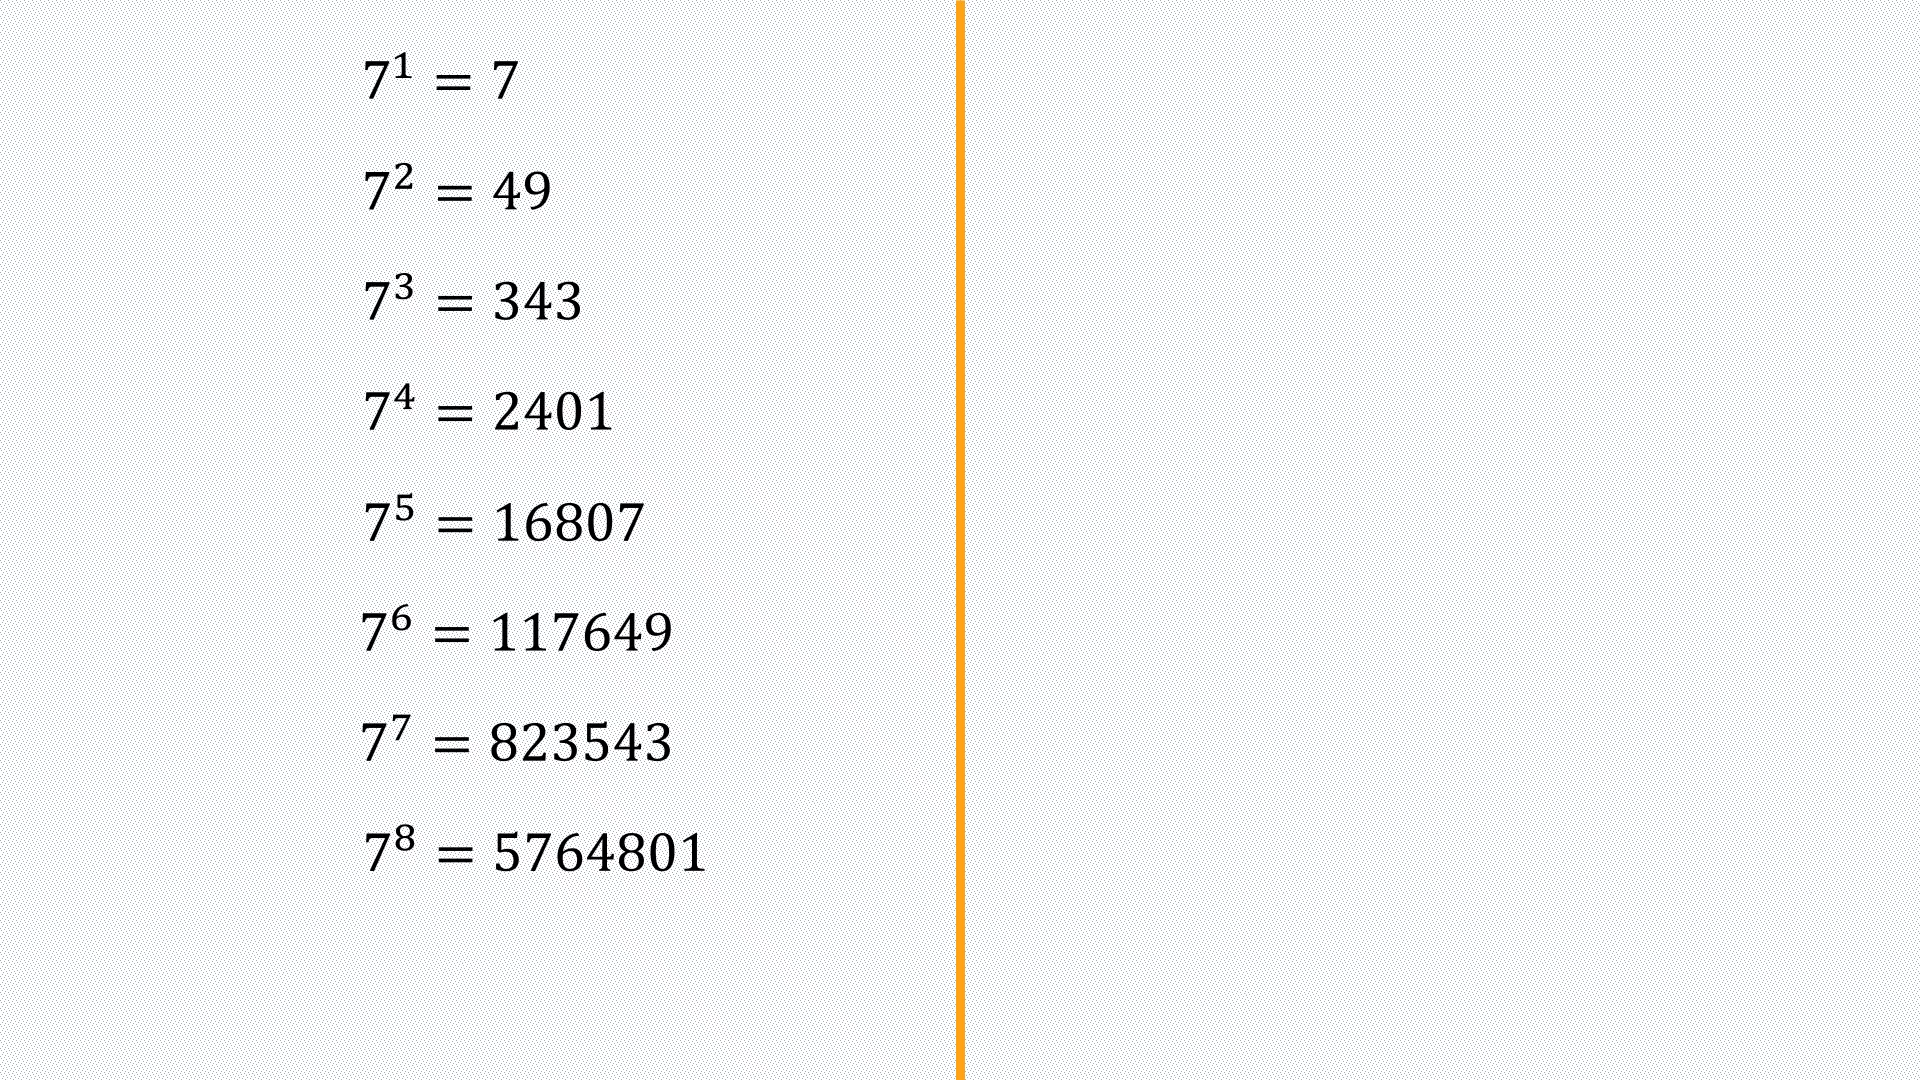 7¹ = 7
7² = 49
7³ = 343
7⁴ = 2401
7⁵ = 16807
7⁶ = 117649
7⁷ = 823543
7⁸ = 5764801